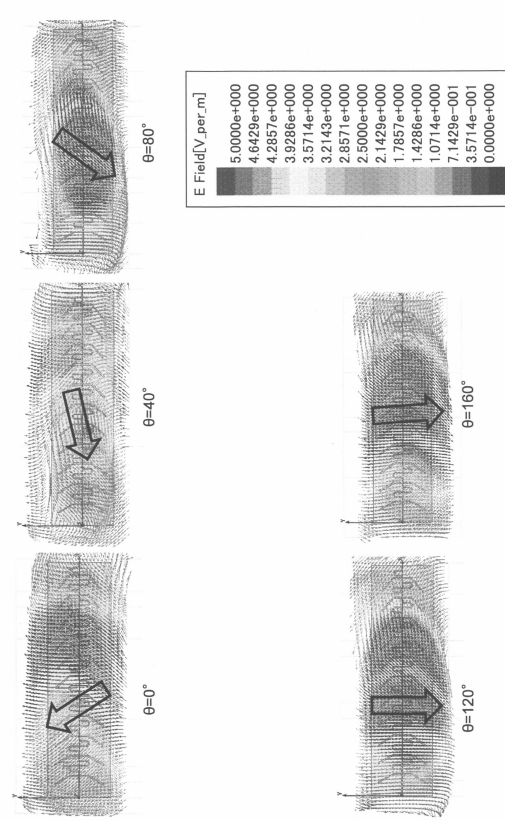 θ=0°
θ=40°
θ=80°
θ=120°
θ=160°
E Field[V_per_m]
5.0000e+000
4.6429e+000
4.2857e+000
3.9286e+000
3.5714e+000
3.2143e+000
2.8571e+000
2.5000e+000
2.1429e+000
1.7857e+000
1.4286e+000
1.0714e+000
7.1429e-001
3.5714e-001
0.0000e+000